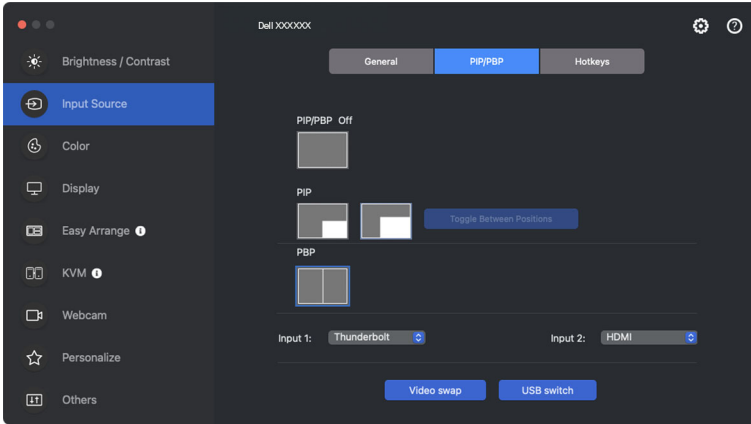 Dell XXXXXX
Brightness / Contrast
Input Source
Color
Display
Easy Arrange
KVM
Webcam
Personalize
Others
General
PIP/PBP
Hotkeys
PIP/PBP Off
PIP
Toggle Between Positions
PBP
Input 1:
Thunderbolt
Input 2:
HDMI
Video swap
USB switch